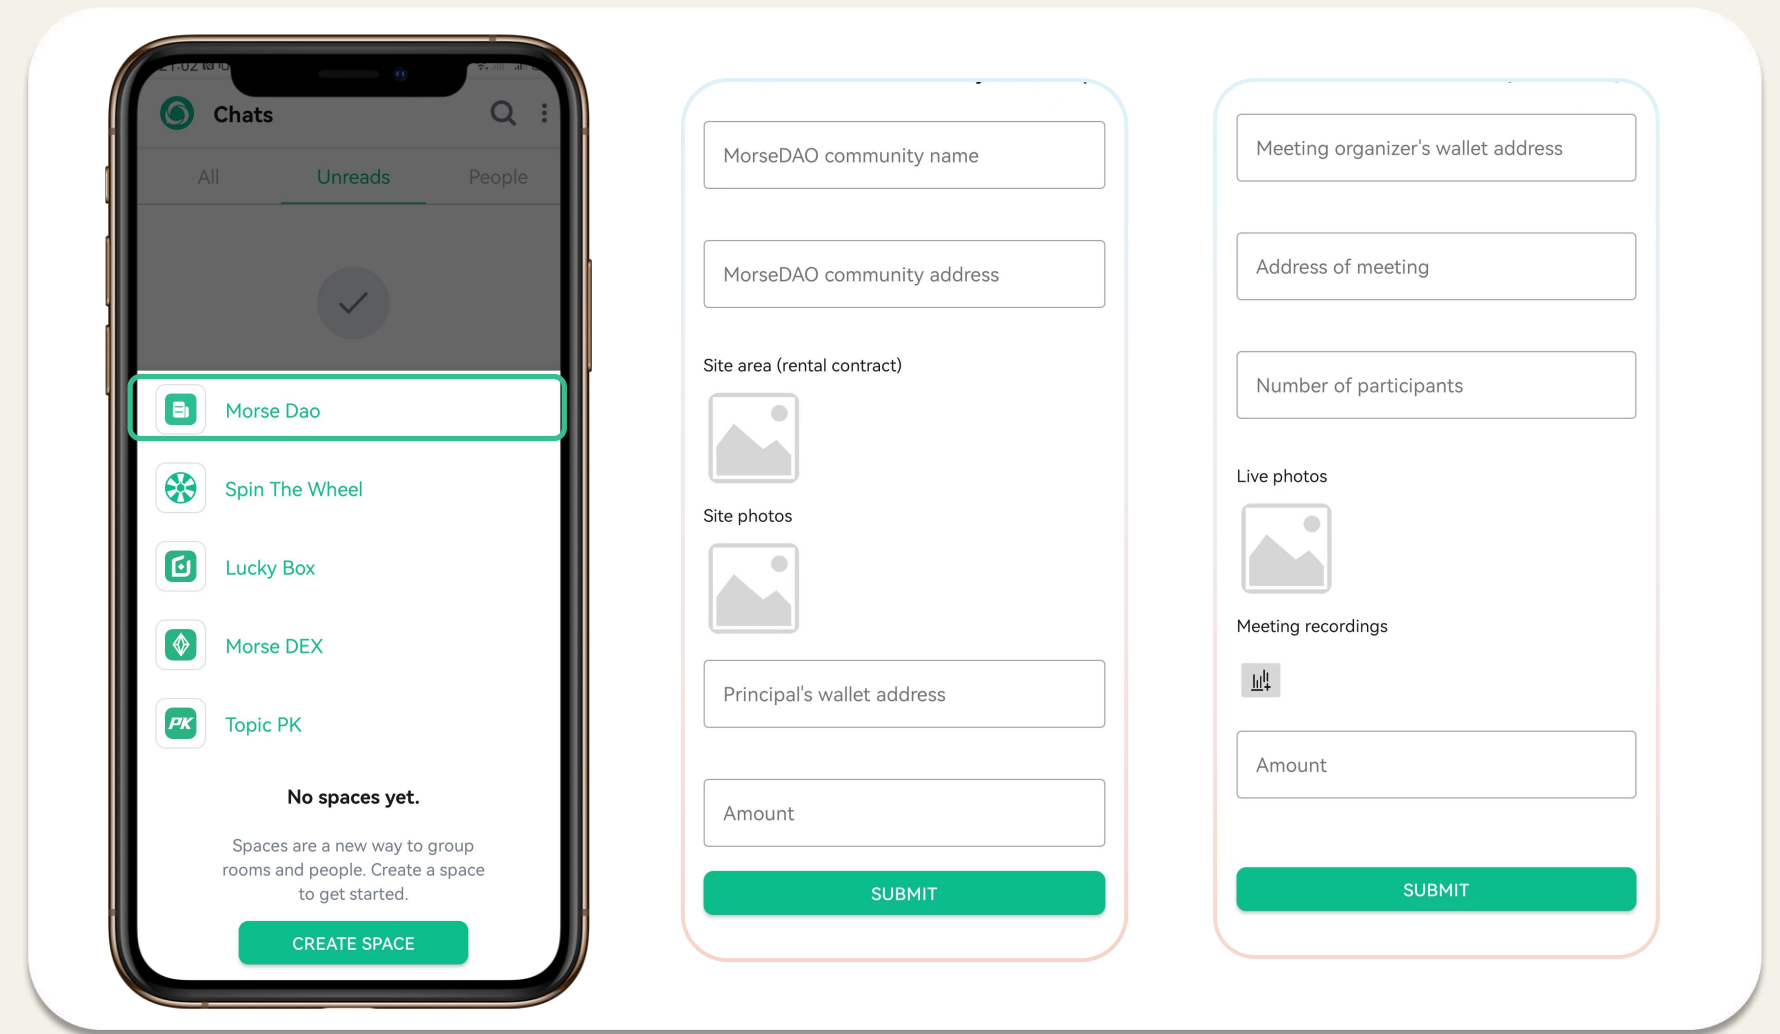 Chats
All Unreads People
Morse Dao
Spin The Wheel
Lucky Box
Morse DEX
PK
Topic PK
No spaces yet.
Spaces are a new way to group
rooms and people. Create a space
to get started.
CREATE SPACE
MorseDAO community name
MorseDAO community address
Site area (rental contract)
Site photos
Principal's wallet address
Amount
SUBMIT
Meeting organizer's wallet address
Address of meeting
Number of participants
Live photos
Meeting recordings
Amount
SUBMIT